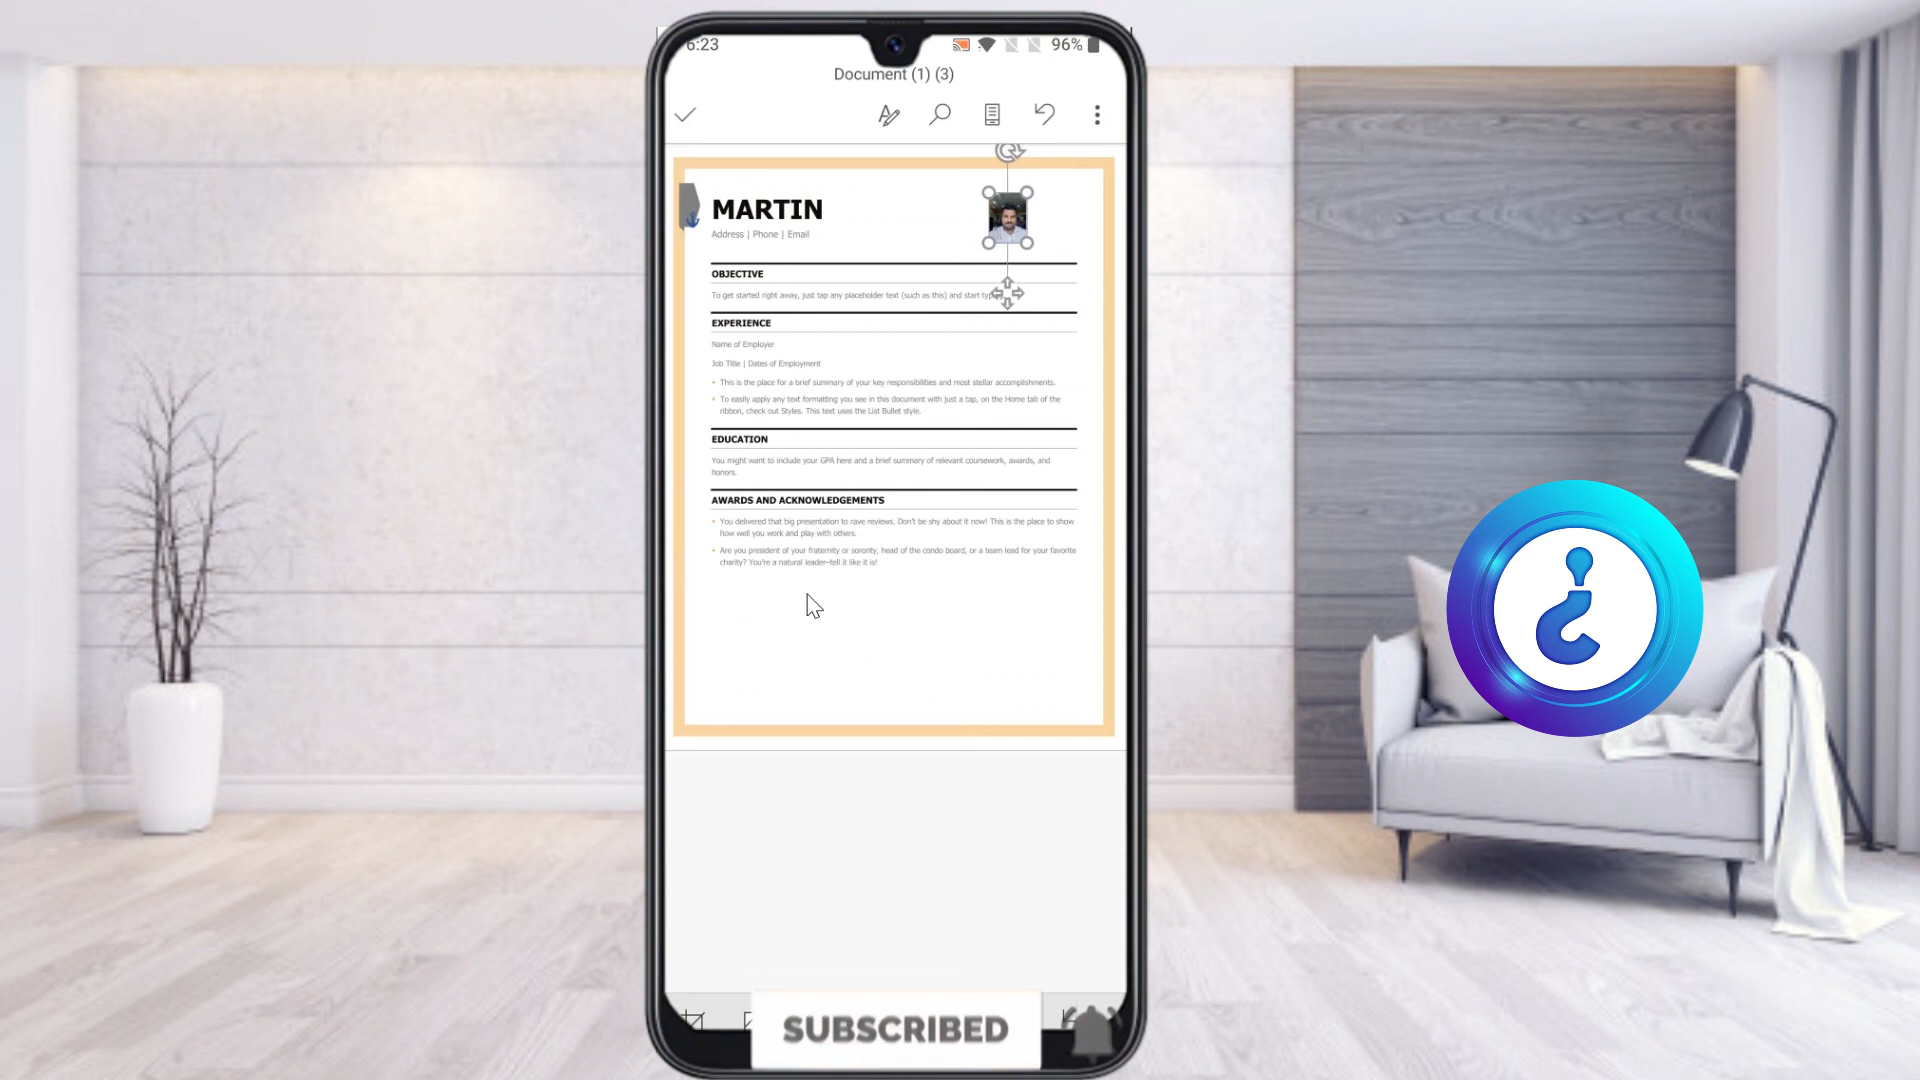 6:23
96%
Document (1) (3)
MARTIN
Address | Phone | Email
OBJECTIVE
To get started right away, just tap any placeholder text (such as this) and start
EXPERIENCE
Name of Employer
Job Title | Dates of Employment
• This is the place for a brief summary of your key responsibilities and most stellar accomplishments.
• To easily apply any text formatting you see in this document with just a tap, on the Home tab of the
ribbon, check out Styles. This text uses the List Bullet style.
EDUCATION
You might want to include your GPA here and a brief summary of relevant coursework, awards, and
honors.
AWARDS AND ACKNOWLEDGEMENTS
• You delivered that big presentation to rave reviews. Don't be shy about it now! This is the place to show
how well you work and play with others.
• Are you president of your fraternity or sorority, head of the condo board, or a team lead for your favorite
charity? You're a natural leader–tell it like it is!
SUBSCRIBED